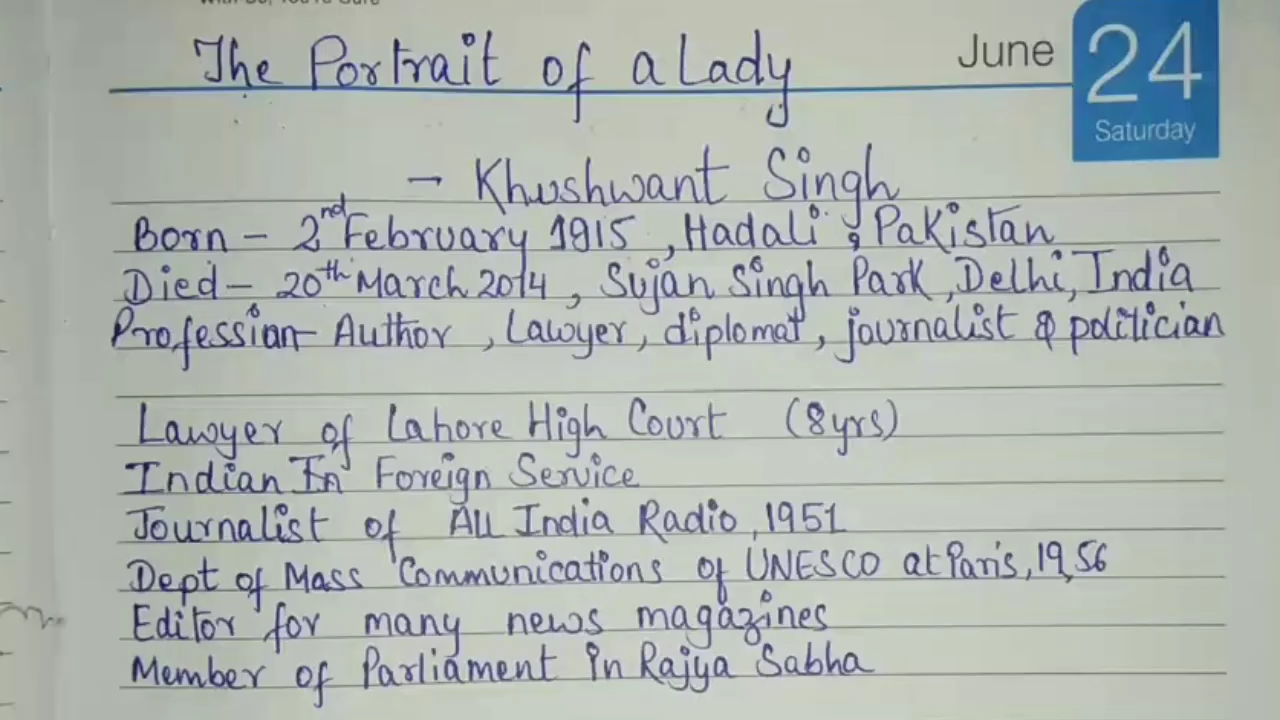 The Portrait of a Lady
June
24
Saturday
- Khushwant Singh
Born - 2nd February 1915, Hadali, Pakistan
Died - 20th March 2014, Sujan Singh Park, Delhi, India
Profession - Author, Lawyer, diplomat, journalist & politician
Lawyer of Lahore High Court (8yrs)
Indian In Foreign Service
Journalist of All India Radio, 1951
Dept of Mass Communications of UNESCO at Paris, 1956
Editor for many news magazines
Member of Parliament in Rajya Sabha